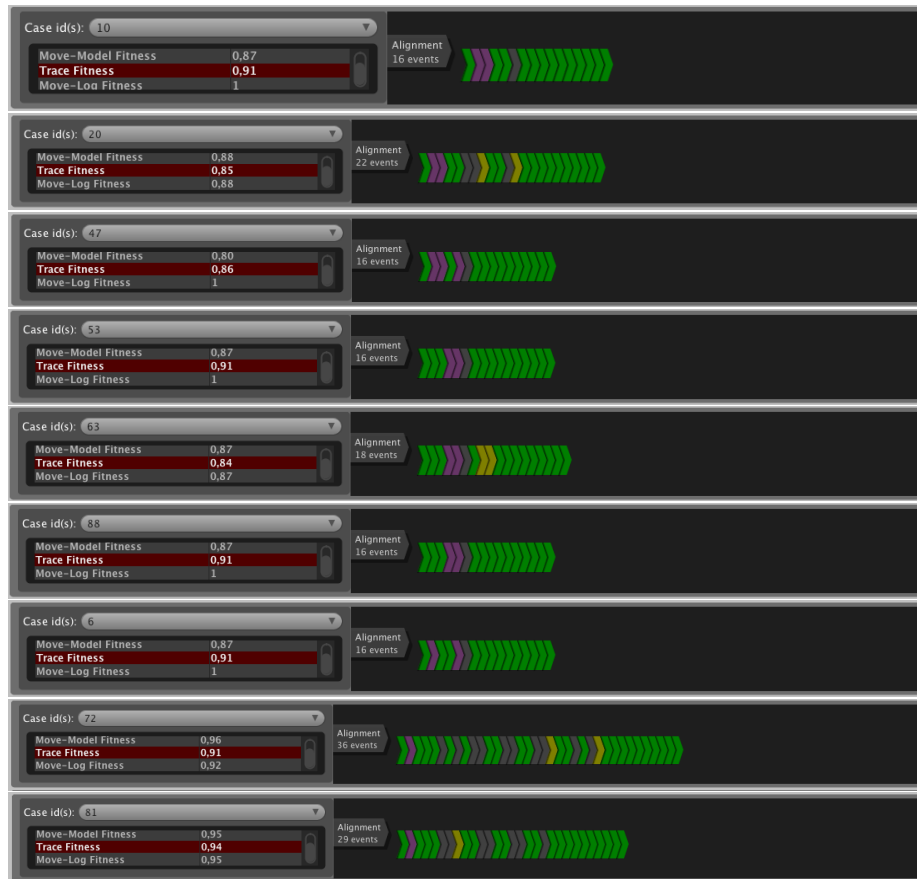 Case id(s): 10
Alignment
16 events
Move-Model Fitness 0,87
Trace Fitness 0,91
Move-Log Fitness 1
Case id(s): 20
Alignment
22 events
Move-Model Fitness 0,88
Trace Fitness 0,85
Move-Log Fitness 0,88
Case id(s): 47
Alignment
16 events
Move-Model Fitness 0,80
Trace Fitness 0,86
Move-Log Fitness 1
Case id(s): 53
Alignment
16 events
Move-Model Fitness 0,87
Trace Fitness 0,91
Move-Log Fitness 1
Case id(s): 63
Alignment
18 events
Move-Model Fitness 0,87
Trace Fitness 0,84
Move-Log Fitness 0,87
Case id(s): 88
Alignment
16 events
Move-Model Fitness 0,87
Trace Fitness 0,91
Move-Log Fitness 1
Case id(s): 6
Alignment
16 events
Move-Model Fitness 0,87
Trace Fitness 0,91
Move-Log Fitness 1
Case id(s): 72
Alignment
36 events
Move-Model Fitness 0,96
Trace Fitness 0,91
Move-Log Fitness 0,92
Case id(s): 81
Alignment
29 events
Move-Model Fitness 0,95
Trace Fitness 0,94
Move-Log Fitness 0,95